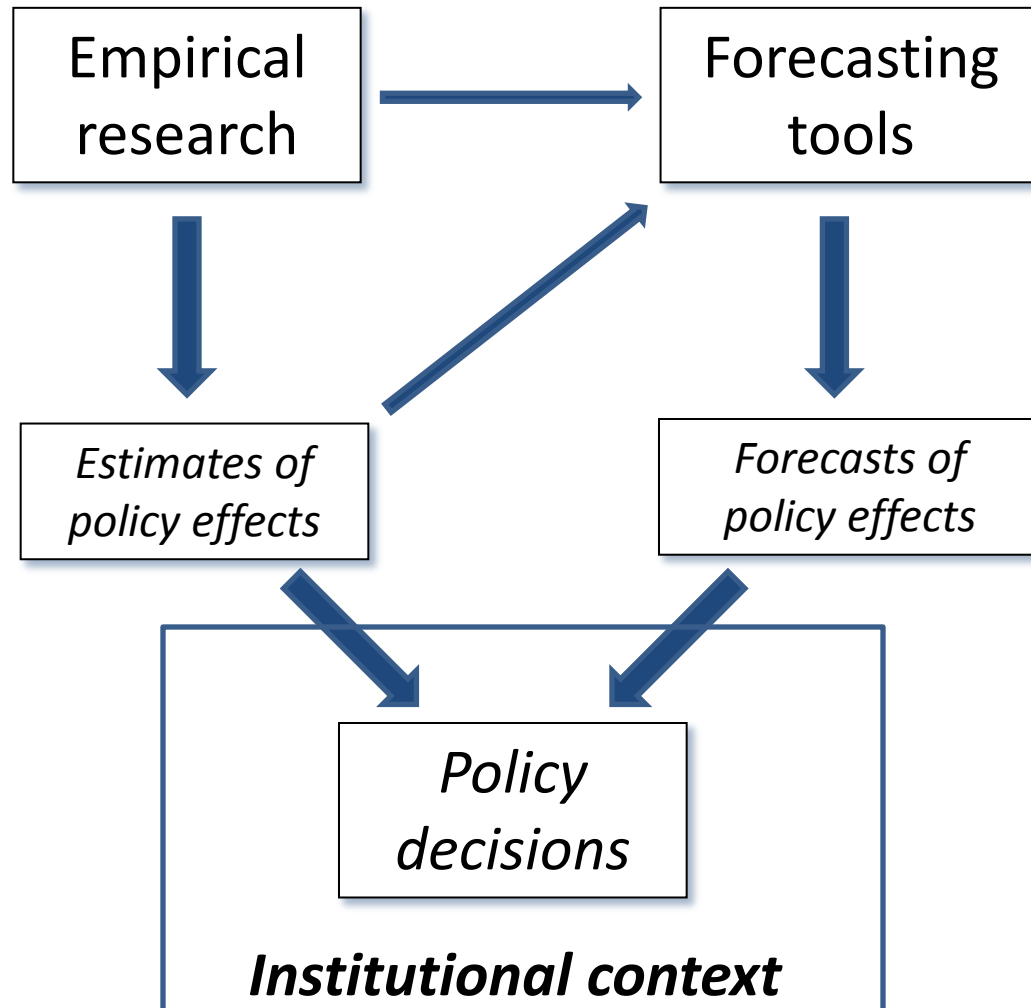 Empirical
research
Forecasting
tools
Estimates of
policy effects
Forecasts of
policy effects
Policy
decisions
Institutional context